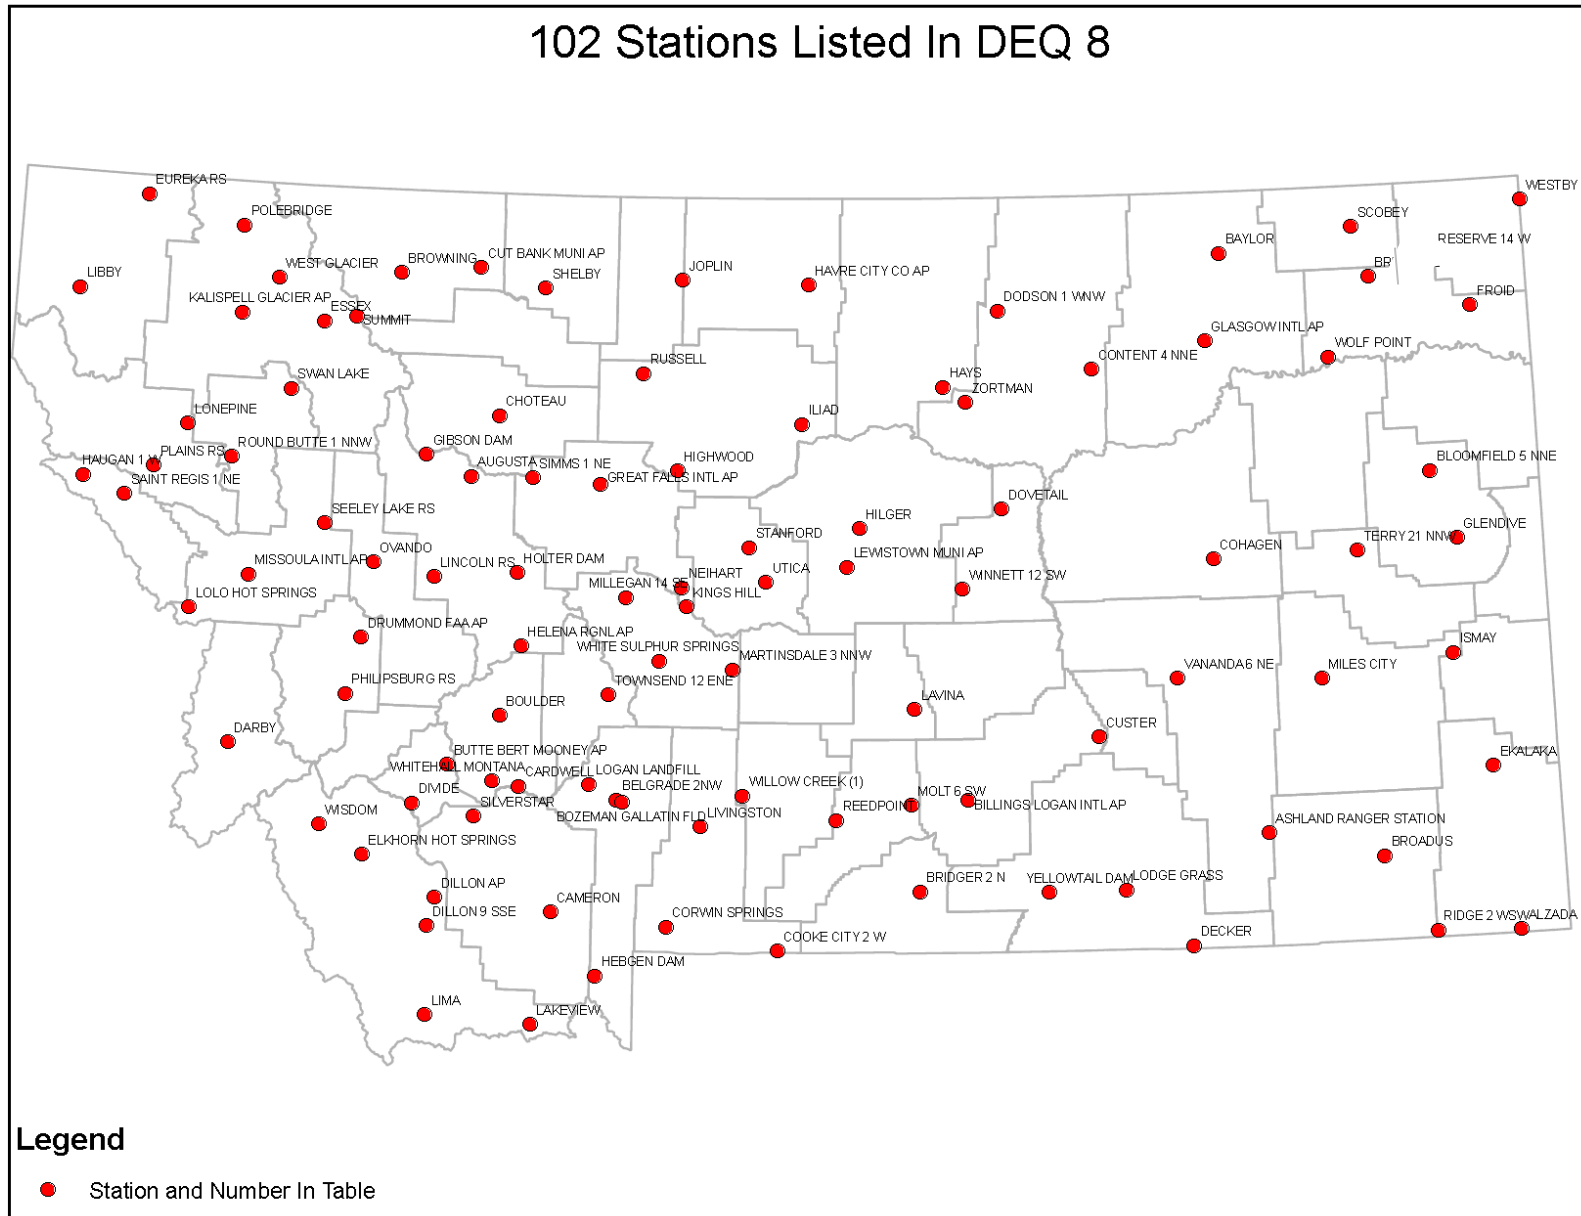 102 Stations Listed In DEQ 8
EUREKA RS
WESTBY
POLEBRIDGE
SCOBEY
RESERVE 14 W
BAYLOR
CUT BANK MUNI AP
BROWNING
WEST GLACIER
LIBBY
SHELBY
JOPLIN
HAVRE CITY CO AP
FROID
KALISPELL GLACIER AP
ESSEX
SUMMIT
DODSON 1 WNW
GLASGOW INTL AP
WOLF POINT
CONTENT 4 NNE
RUSSELL
SWAN LAKE
HAYS
ZORTMAN
CHOTEAU
LONEPINE
ILIAD
ROUND BUTTE 1 NNW
GIBSON DAM
PLAINS RS
HAUGAN 1 W
SAINT REGIS 1 NE
AUGUSTA
SIMMS 1 NE
GREAT FALLS INTL AP
HIGHWOOD
BLOOMFIELD 5 NNE
SEELEY LAKE RS
DOVETAIL
HILGER
STANFORD
GLENDIVE
TERRY 21 NNW
COHAGEN
MISSOULA INTL AP
OVANDO
LINCOLN RS
HOLTER DAM
LEWISTOWN MUNI AP
NEIHART
UTICA
MILLEGAN 14 SE
WINNETT 12 SW
LOLO HOT SPRINGS
KINGS HILL
DRUMMOND FAA AP
HELENA RGNL AP
WHITE SULPHUR SPRINGS
MARTINSDALE 3 NNW
ISMAY
VANANDA 6 NE
MILES CITY
PHILIPSBURG RS
TOWNSEND 12 ENE
BOULDER
LAVINA
DARBY
CUSTER
BUTTE BERT MOONEY AP
EKALAKA
WHITEHALL MONTANA
CARDWELL
LOGAN LANDFILL
BELGRADE 2NW
WILLOW CREEK (1)
MOLT 6 SW
DIVIDE
SILVERSTAR
BOZEMAN GALLATIN FLD
LIVINGSTON
REEDPOINT
BILLINGS LOGAN INTL AP
WISDOM
ASHLAND RANGER STATION
BROADUS
ELKHORN HOT SPRINGS
DILLON AP
BRIDGER 2 N
YELLOWTAIL DAM
LODGE GRASS
DILLON 9 SSE
CAMERON
CORWIN SPRINGS
RIDGE 2 WSW
ALZADA
COOKE CITY 2 W
DECKER
HEBGEN DAM
LIMA
LAKEVIEW
Legend
Station and Number In Table